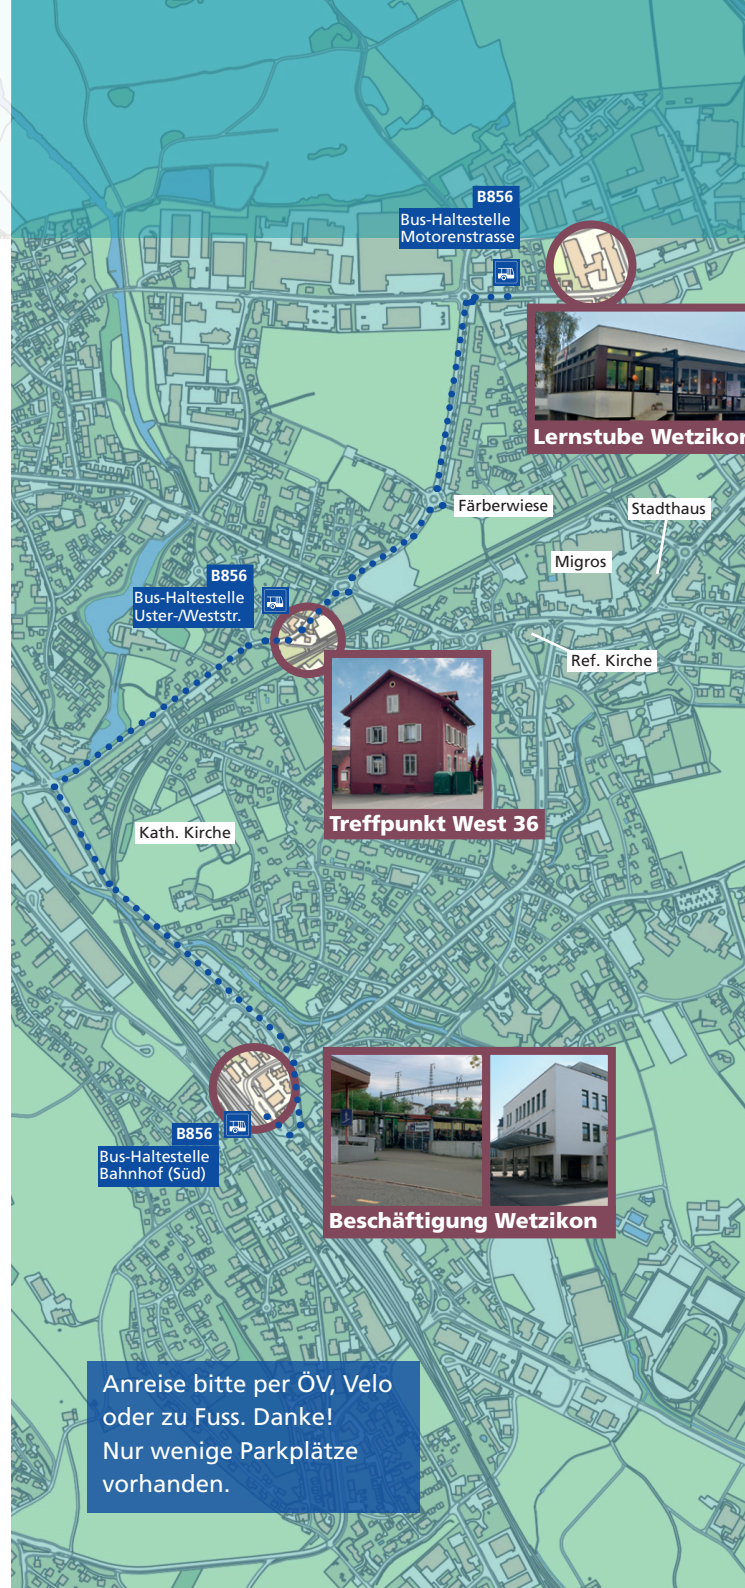 B856
Bus-Haltestelle
Motorenstrasse
Lernstube Wetzikon
Färberwiese
Stadthaus
Migros
B856
Bus-Haltestelle
Uster-/Weststr.
Ref. Kirche
Treffpunkt West 36
Kath. Kirche
B856
Bus-Haltestelle
Bahnhof (Süd)
Beschäftigung Wetzikon
Anreise bitte per ÖV, Velo
oder zu Fuss. Danke!
Nur wenige Parkplätze
vorhanden.